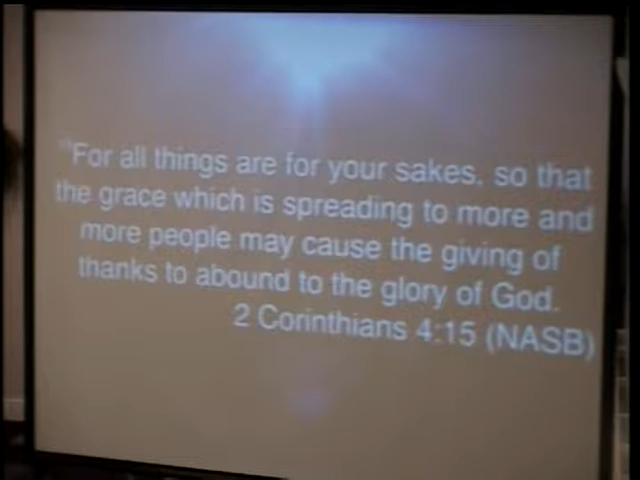 "For all things are for your sakes, so that
the grace which is spreading to more and
more people may cause the giving of
thanks to abound to the glory of God.
2 Corinthians 4:15 (NASB)